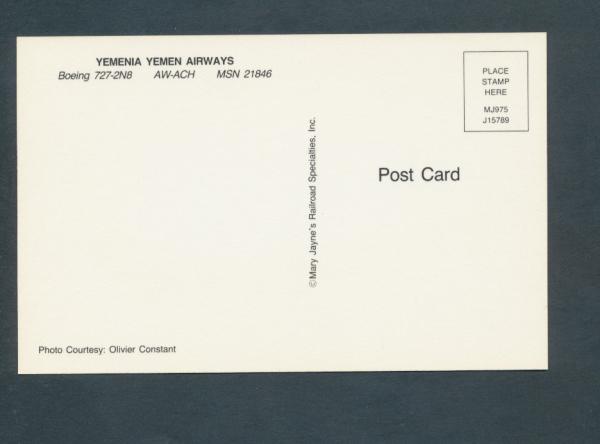 YEMENIA YEMEN AIRWAYS
Boeing 727-2N8 AW-ACH MSN 21846
PLACE
STAMP
HERE
MJ975
J15789
Post Card
©Mary Jayne's Railroad Specialties, Inc.
Photo Courtesy: Olivier Constant